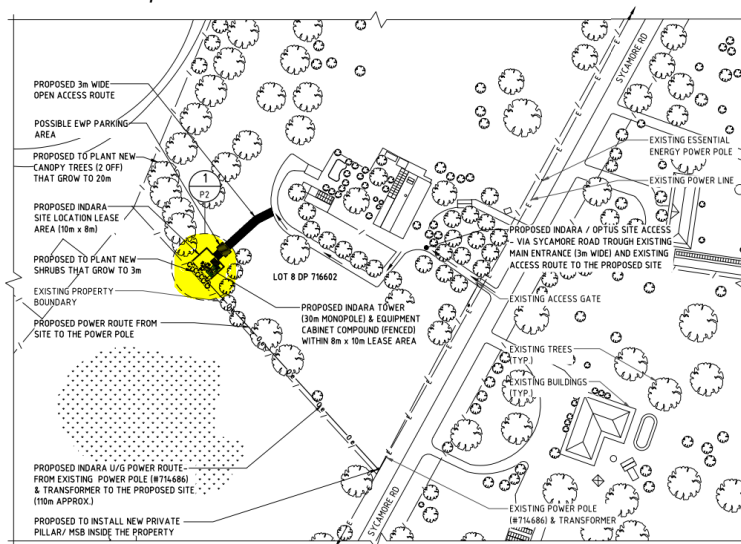 PROPOSED 3m WIDE
OPEN ACCESS ROUTE
POSSIBLE EWP PARKING
AREA
PROPOSED TO PLANT NEW
CANOPY TREES (2 OFF)
THAT GROW TO 20m
PROPOSED INDARA
SITE LOCATION LEASE
AREA (10m x 8m)
PROPOSED TO PLANT NEW
SHRUBS THAT GROW TO 3m
EXISTING PROPERTY
BOUNDARY
PROPOSED POWER ROUTE FROM
SITE TO THE POWER POLE
PROPOSED INDARA U/G POWER ROUTE
FROM EXISTING POWER POLE (#714686)
& TRANSFORMER TO THE PROPOSED SITE
(110m APPROX.)
PROPOSED TO INSTALL NEW PRIVATE
PILLAR/ MSB INSIDE THE PROPERTY
1
P2
LOT 8 DP 716602
PROPOSED INDARA TOWER
(30m MONOPOLE) & EQUIPMENT
CABINET COMPOUND (FENCED)
WITHIN 8m x 10m LEASE AREA
SYCAMORE RD
EXISTING ESSENTIAL
ENERGY POWER POLE
EXISTING POWER LINE
PROPOSED INDARA / OPTUS SITE ACCESS
- VIA SYCAMORE ROAD TROUGH EXISTING
MAIN ENTRANCE (3m WIDE) AND EXISTING
ACCESS ROUTE TO THE PROPOSED SITE
EXISTING ACCESS GATE
EXISTING TREES
(TYP.)
EXISTING BUILDINGS
(TYP.)
EXISTING POWER POLE
(#714686) & TRANSFORMER
SYCAMORE RD